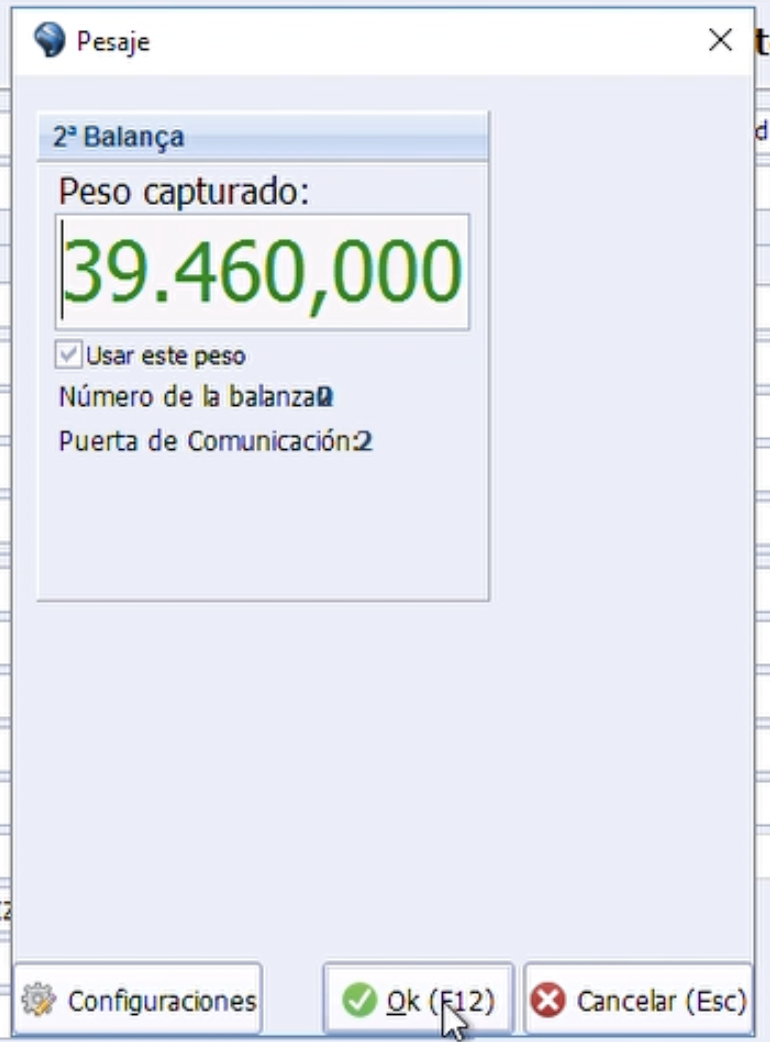 Pesaje
2ª Balança
Peso capturado:
39.460,000
Usar este peso
Número de la balanza
Puerta de Comunicación:2
Configuraciones
Ok (F12)
Cancelar (Esc)